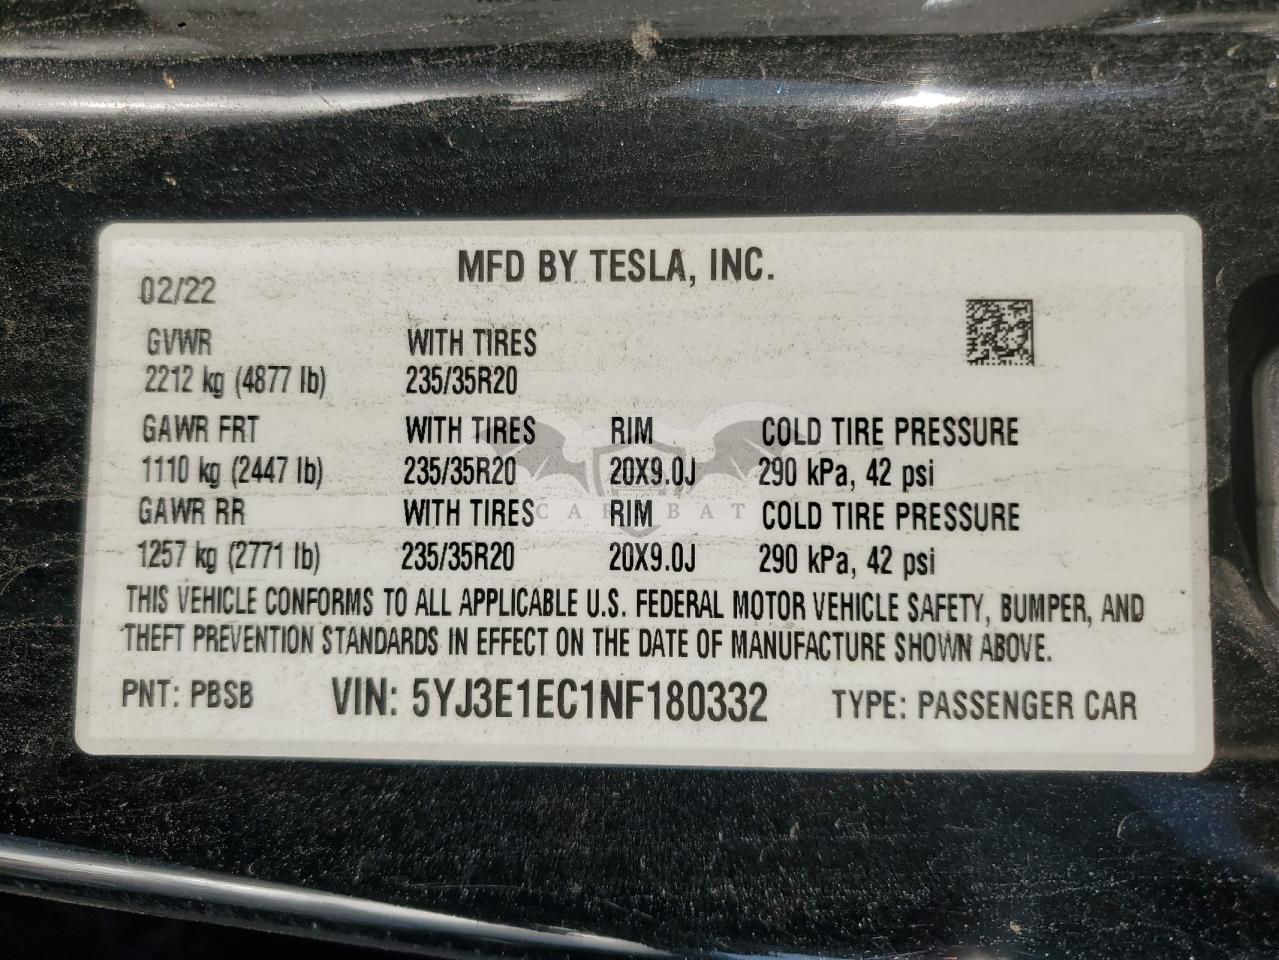 MFD BY TESLA, INC.
02/22
GVWR WITH TIRES
2212 kg (4877 lb) 235/35R20
GAWR FRT WITH TIRES RIM COLD TIRE PRESSURE
1110 kg (2447 lb) 235/35R20 20X9.0J 290 kPa, 42 psi
GAWR RR WITH TIRES RIM COLD TIRE PRESSURE
1257 kg (2771 lb) 235/35R20 20X9.0J 290 kPa, 42 psi
THIS VEHICLE CONFORMS TO ALL APPLICABLE U.S. FEDERAL MOTOR VEHICLE SAFETY, BUMPER, AND
THEFT PREVENTION STANDARDS IN EFFECT ON THE DATE OF MANUFACTURE SHOWN ABOVE.
PNT: PBSB VIN: 5YJ3E1EC1NF180332 TYPE: PASSENGER CAR